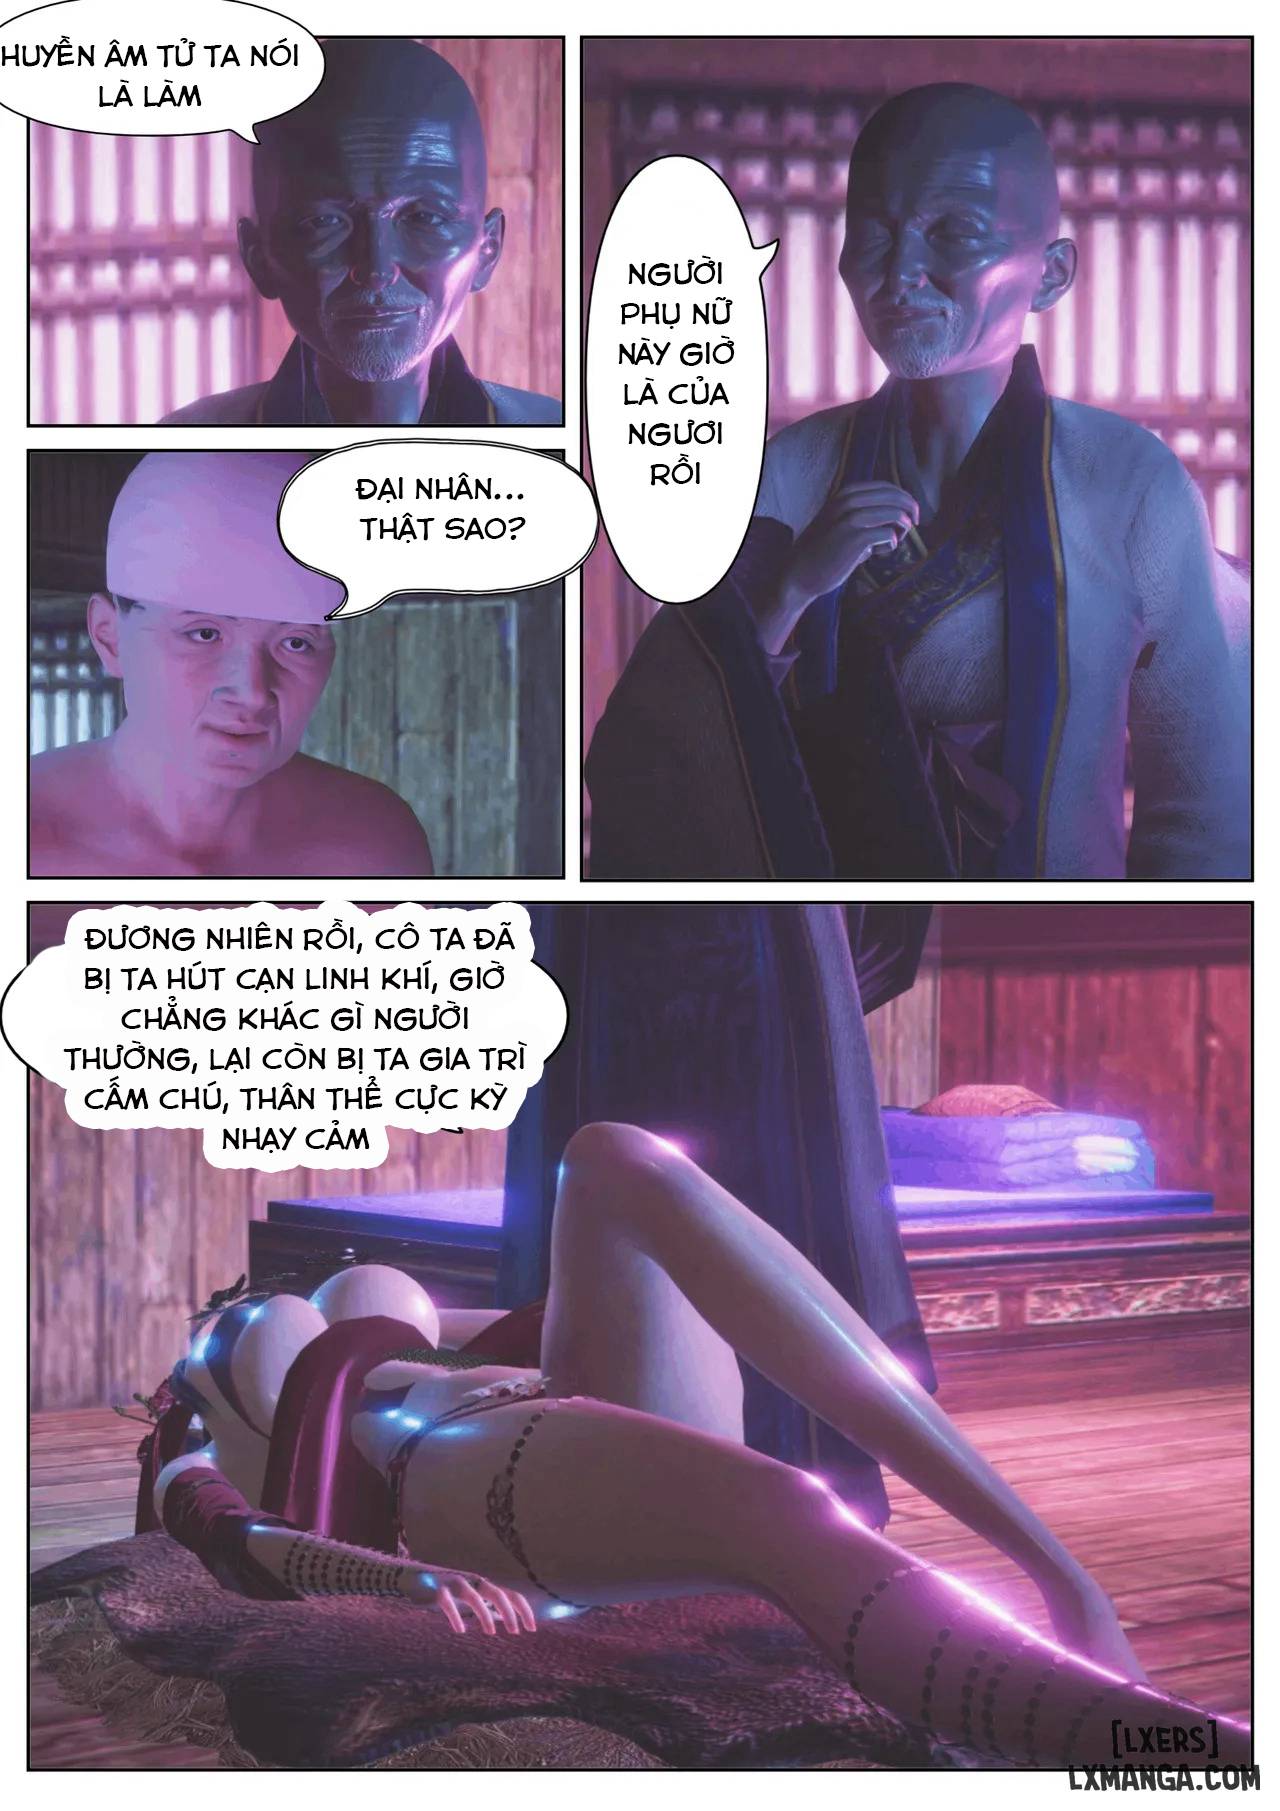 HUYỀN ÂM TỬ TA NÓI
LÀ LÀM
NGƯỜI
PHỤ NỮ
NÀY GIỜ
LÀ CỦA
NGƯƠI
RỒI
ĐẠI NHÂN...
THẬT SAO?
ĐƯƠNG NHIÊN RỒI, CÔ TA ĐÃ
BỊ TA HÚT CẠN LINH KHÍ, GIỜ
CHẲNG KHÁC GÌ NGƯỜI
THƯỜNG, LẠI CÒN BỊ TA GIA TRÌ
CẤM CHÚ, THÂN THỂ CỰC KỲ
NHẠY CẢM
[LXERS]
LXMANGA.COM